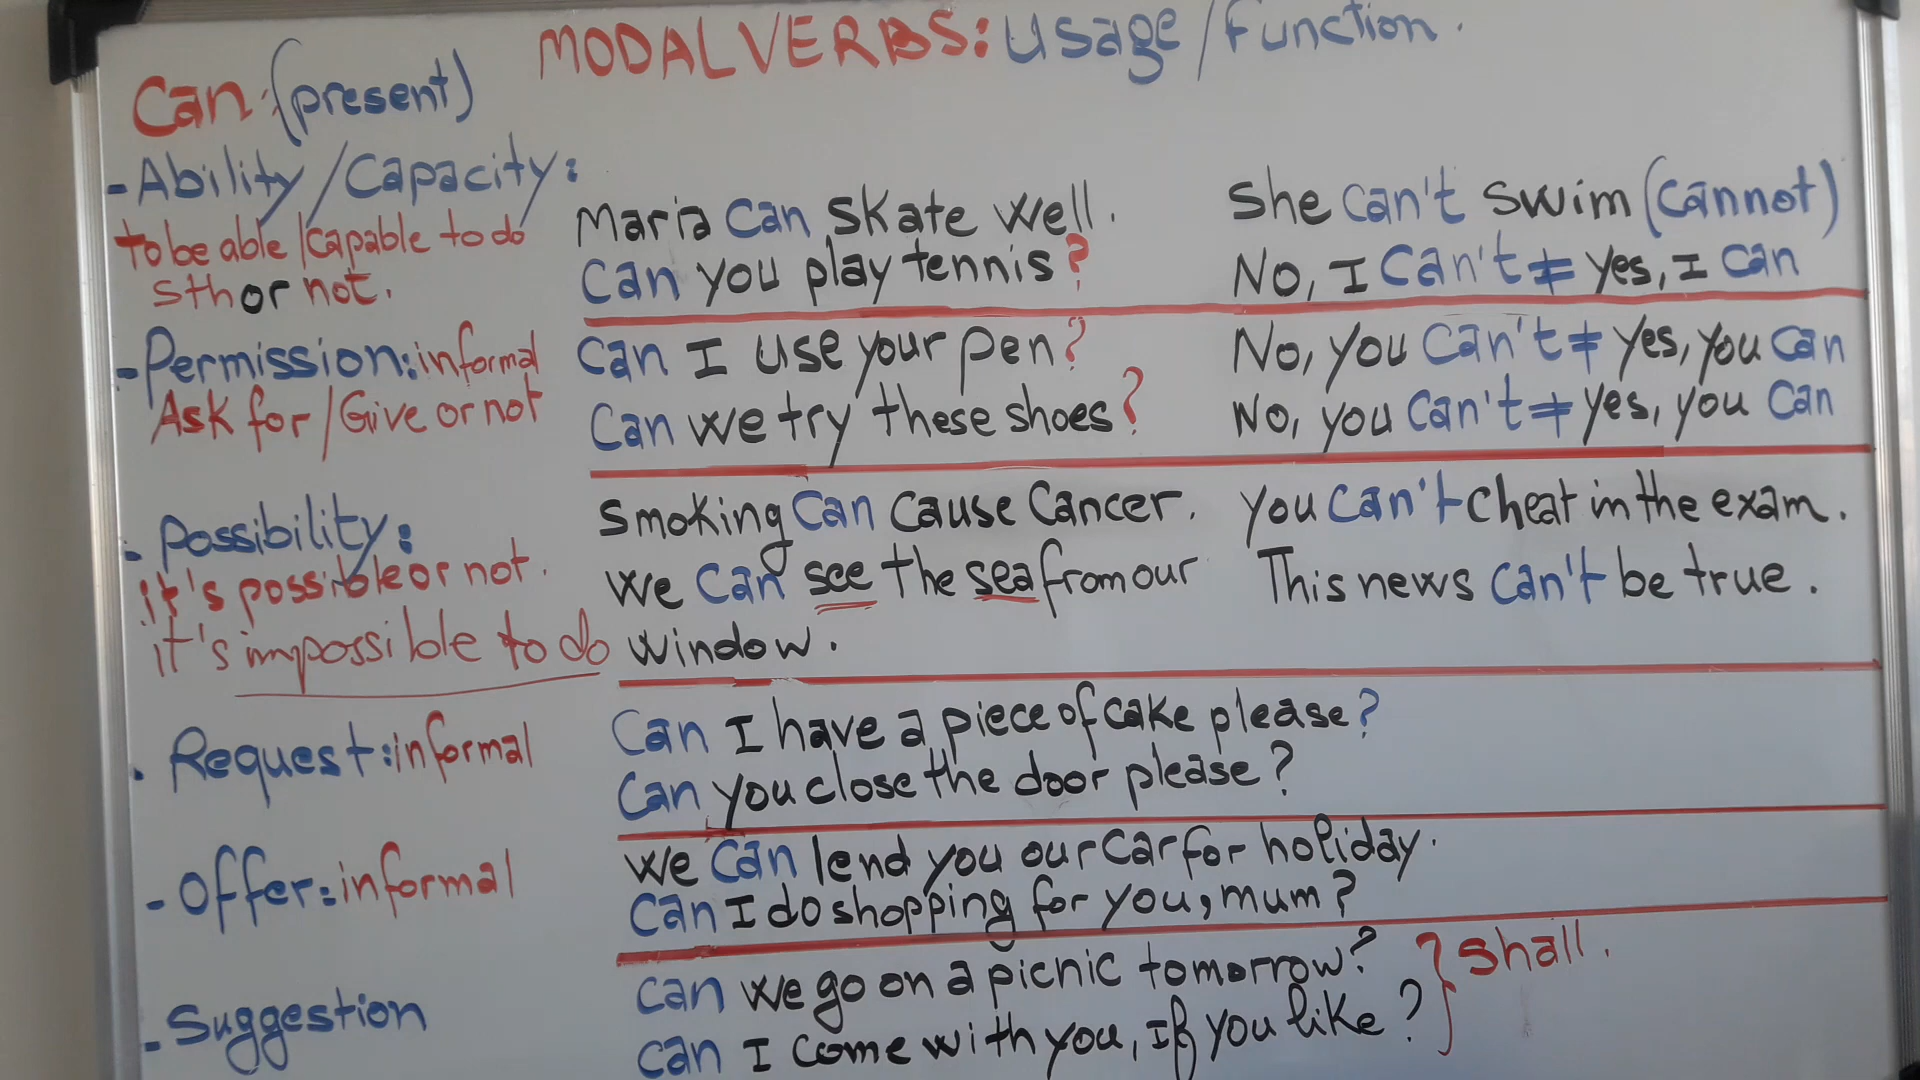 MODAL VERBS: Usage / Function.
Can: (present)
- Ability / Capacity:
to be able / capable to do
sth or not.
Maria can skate well.
She can't swim (cannot)
Can you play tennis?
No, I can't ≠ yes, I can
- Permission: informal
Ask for / Give or not
Can I use your pen?
No, you can't ≠ yes, you can
Can we try these shoes?
No, you can't ≠ yes, you can
- Possibility:
it's possible or not.
it's impossible to do
Smoking can cause cancer.
you can't cheat in the exam.
We can see the sea from our
window.
This news can't be true.
- Request: informal
Can I have a piece of cake please?
Can you close the door please?
- Offer: informal
We can lend you our car for holiday.
Can I do shopping for you, mum?
- Suggestion
Can we go on a picnic tomorrow?
Can I come with you, If you like?
} shall.